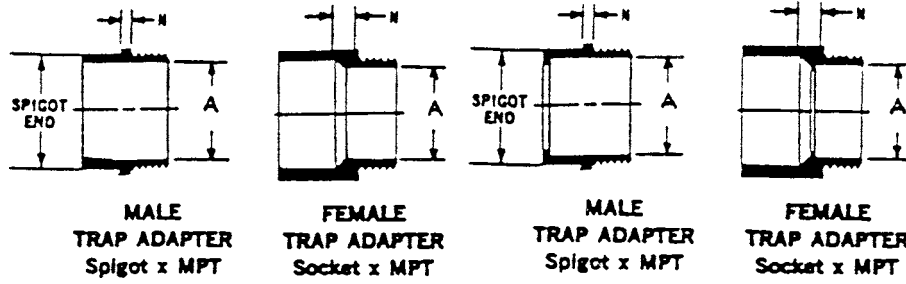 N N N N
SPIGOT
END
A
A
SPIGOT
END
A
A
MALE
TRAP ADAPTER
Spigot x MPT
FEMALE
TRAP ADAPTER
Socket x MPT
MALE
TRAP ADAPTER
Spigot x MPT
FEMALE
TRAP ADAPTER
Socket x MPT